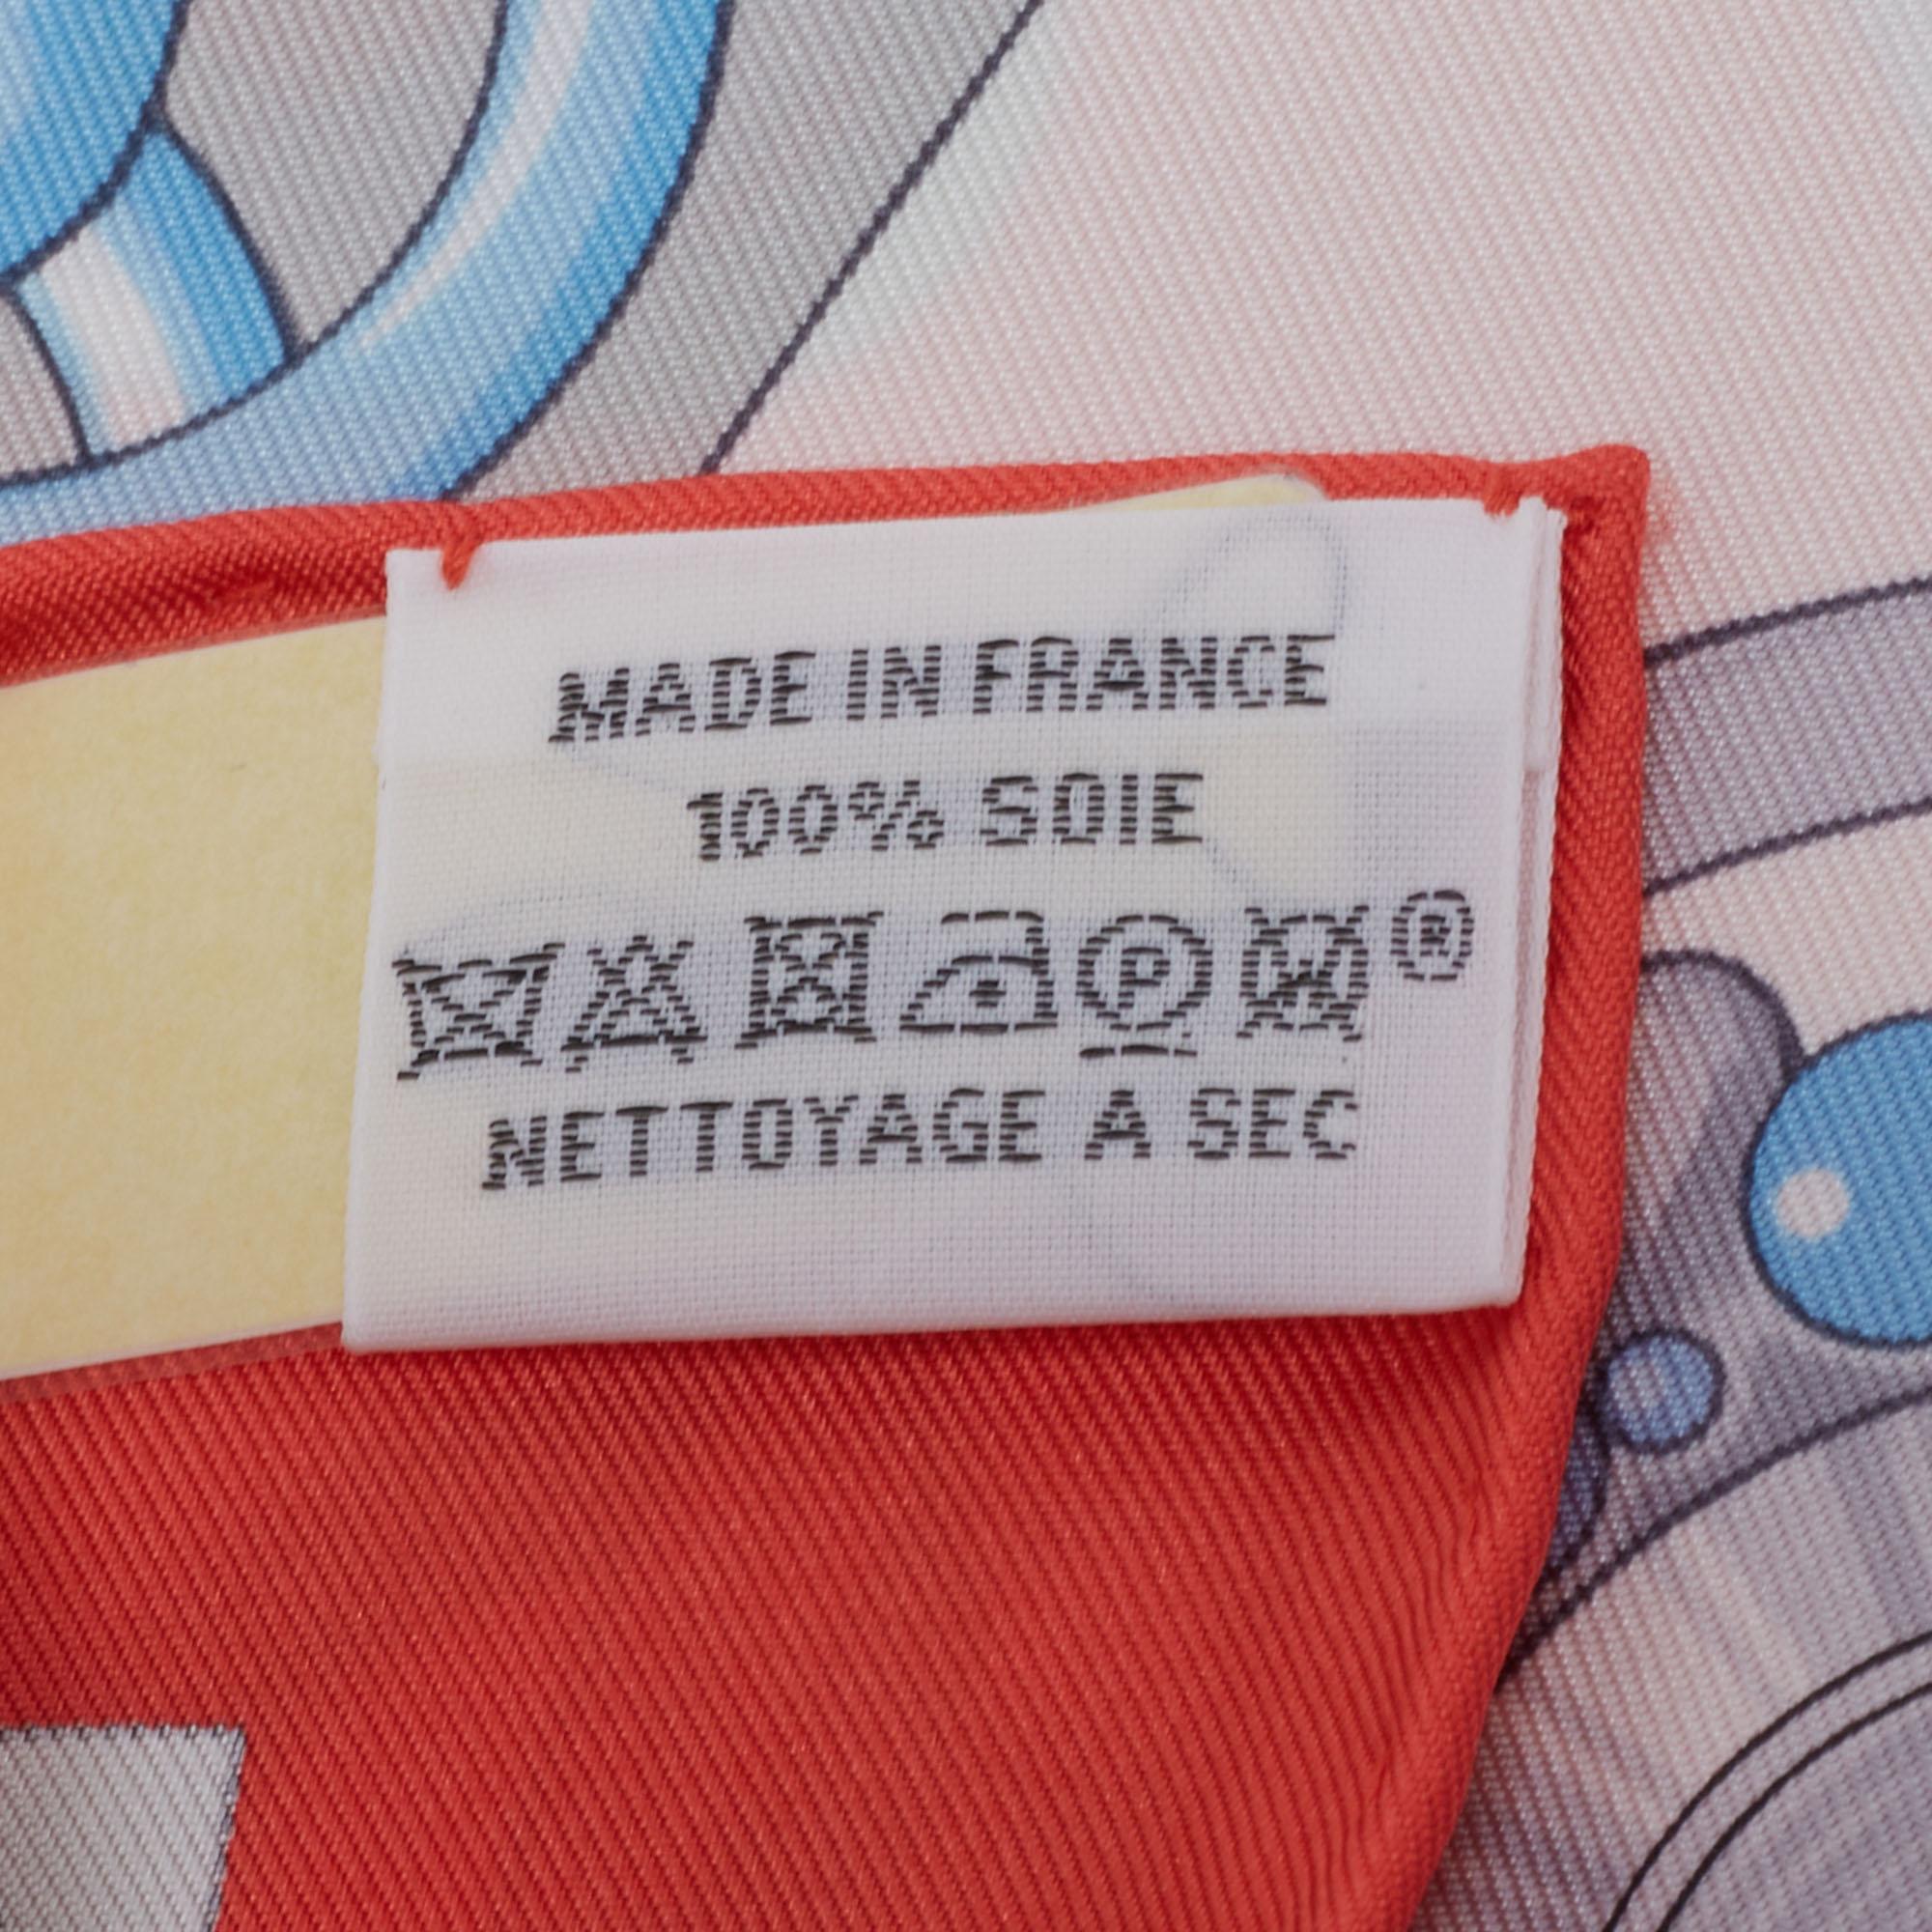 MADE IN FRANCE
100% SOIE
P W ®
NETTOYAGE A SEC